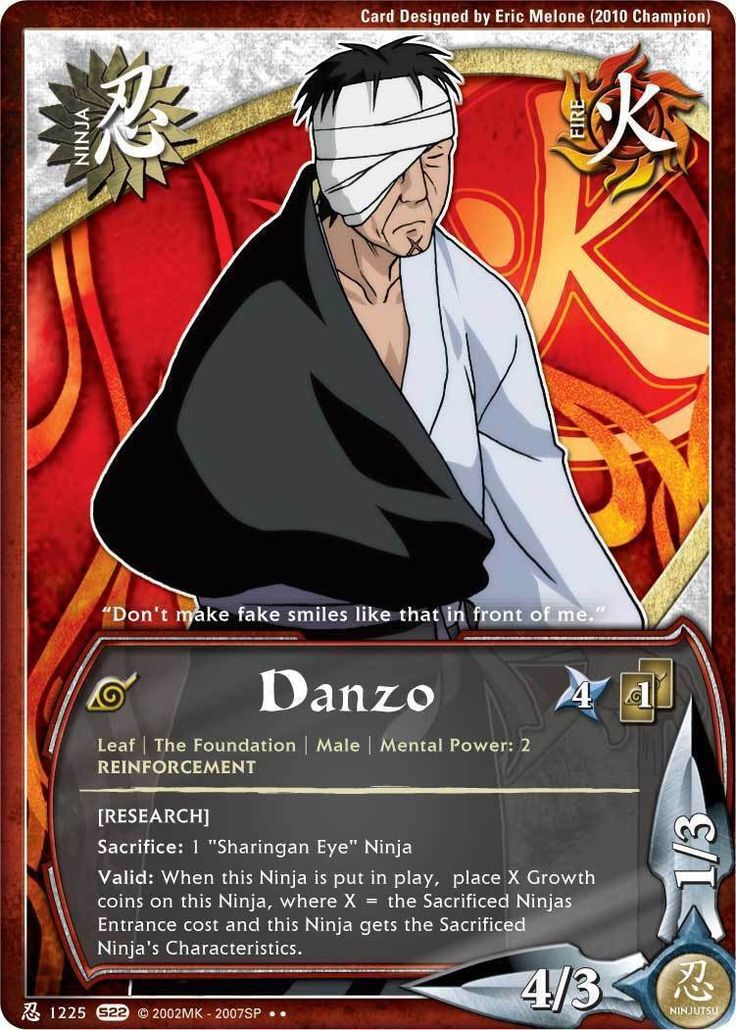 Card Designed by Eric Melone (2010 Champion)
NINJA 忍
FIRE 火
"Don't make fake smiles like that in front of me."
Danzo
4
1
Leaf | The Foundation | Male | Mental Power: 2
REINFORCEMENT
[RESEARCH]
Sacrifice: 1 "Sharingan Eye" Ninja
Valid: When this Ninja is put in play, place X Growth
coins on this Ninja, where X = the Sacrificed Ninjas
Entrance cost and this Ninja gets the Sacrificed
Ninja's Characteristics.
1/3
4/3
忍
NINJUTSU
忍 1225 S22 © 2002MK - 2007SP ••